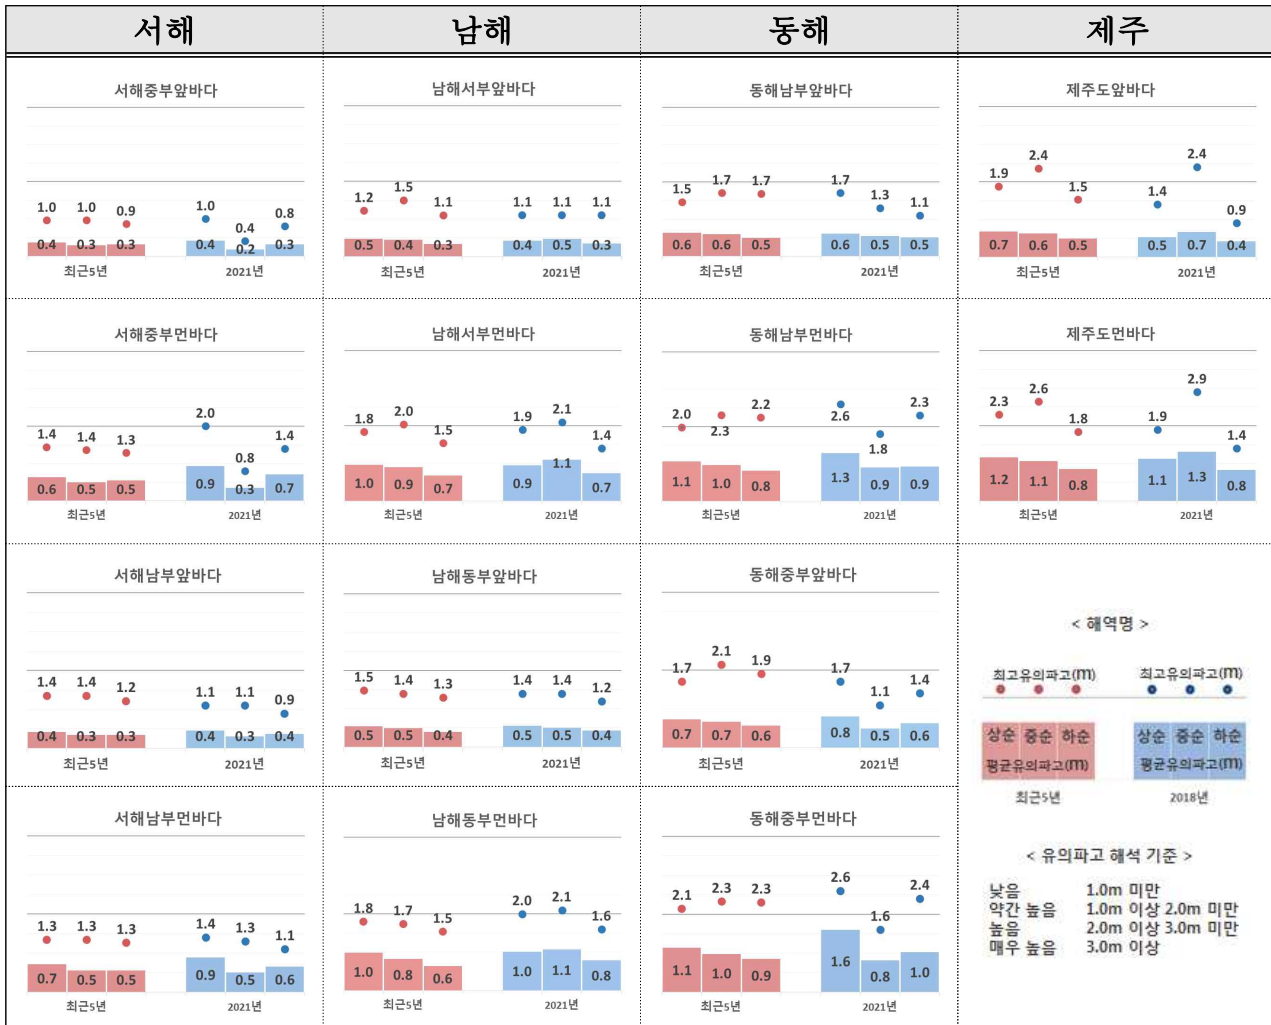 서해 남해 동해 제주
서해중부앞바다
1.0 1.0 0.9 1.0 0.4 0.8
0.4 0.3 0.3 0.4 0.2 0.3
최근5년 2021년
남해서부앞바다
1.2 1.5 1.1 1.1 1.1 1.1
0.5 0.4 0.3 0.4 0.5 0.3
최근5년 2021년
동해남부앞바다
1.5 1.7 1.7 1.7 1.3 1.1
0.6 0.6 0.5 0.6 0.5 0.5
최근5년 2021년
제주도앞바다
1.9 2.4 1.5 1.4 2.4 0.9
0.7 0.6 0.5 0.5 0.7 0.4
최근5년 2021년
서해중부먼바다
1.4 1.4 1.3 2.0 0.8 1.4
0.6 0.5 0.5 0.9 0.3 0.7
최근5년 2021년
남해서부먼바다
1.8 2.0 1.5 1.9 2.1 1.4
1.0 0.9 0.7 0.9 1.1 0.7
최근5년 2021년
동해남부먼바다
2.0 2.3 2.2 2.6 1.8 2.3
1.1 1.0 0.8 1.3 0.9 0.9
최근5년 2021년
제주도먼바다
2.3 2.6 1.8 1.9 2.9 1.4
1.2 1.1 0.8 1.1 1.3 0.8
최근5년 2021년
서해남부앞바다
1.4 1.4 1.2 1.1 1.1 0.9
0.4 0.3 0.3 0.4 0.3 0.4
최근5년 2021년
남해동부앞바다
1.5 1.4 1.3 1.4 1.4 1.2
0.5 0.5 0.4 0.5 0.5 0.4
최근5년 2021년
동해중부앞바다
1.7 2.1 1.9 1.7 1.1 1.4
0.7 0.7 0.6 0.8 0.5 0.6
최근5년 2021년
서해남부먼바다
1.3 1.3 1.3 1.4 1.3 1.1
0.7 0.5 0.5 0.9 0.5 0.6
최근5년 2021년
남해동부먼바다
1.8 1.7 1.5 2.0 2.1 1.6
1.0 0.8 0.6 1.0 1.1 0.8
최근5년 2021년
동해중부먼바다
2.1 2.3 2.3 2.6 1.6 2.4
1.1 1.0 0.9 1.6 0.8 1.0
최근5년 2021년
< 해역명 >
최고유의파고(m) 최고유의파고(m)
상순 중순 하순 상순 중순 하순
평균유의파고(m) 평균유의파고(m)
최근5년 2018년
< 유의파고 해석 기준 >
낮음 1.0m 미만
약간 높음 1.0m 이상 2.0m 미만
높음 2.0m 이상 3.0m 미만
매우 높음 3.0m 이상